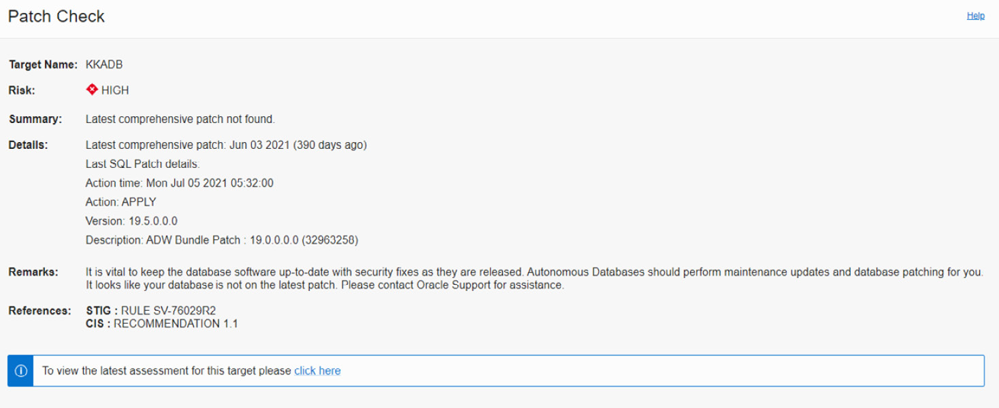 Patch Check
Help
Target Name: KKADB
Risk: HIGH
Summary: Latest comprehensive patch not found.
Details: Latest comprehensive patch: Jun 03 2021 (390 days ago)
Last SQL Patch details.
Action time: Mon Jul 05 2021 05:32:00
Action: APPLY
Version: 19.5.0.0.0
Description: ADW Bundle Patch : 19.0.0.0.0 (32963258)
Remarks: It is vital to keep the database software up-to-date with security fixes as they are released. Autonomous Databases should perform maintenance updates and database patching for you.
It looks like your database is not on the latest patch. Please contact Oracle Support for assistance.
References: STIG : RULE SV-76029R2
CIS : RECOMMENDATION 1.1
To view the latest assessment for this target please click here